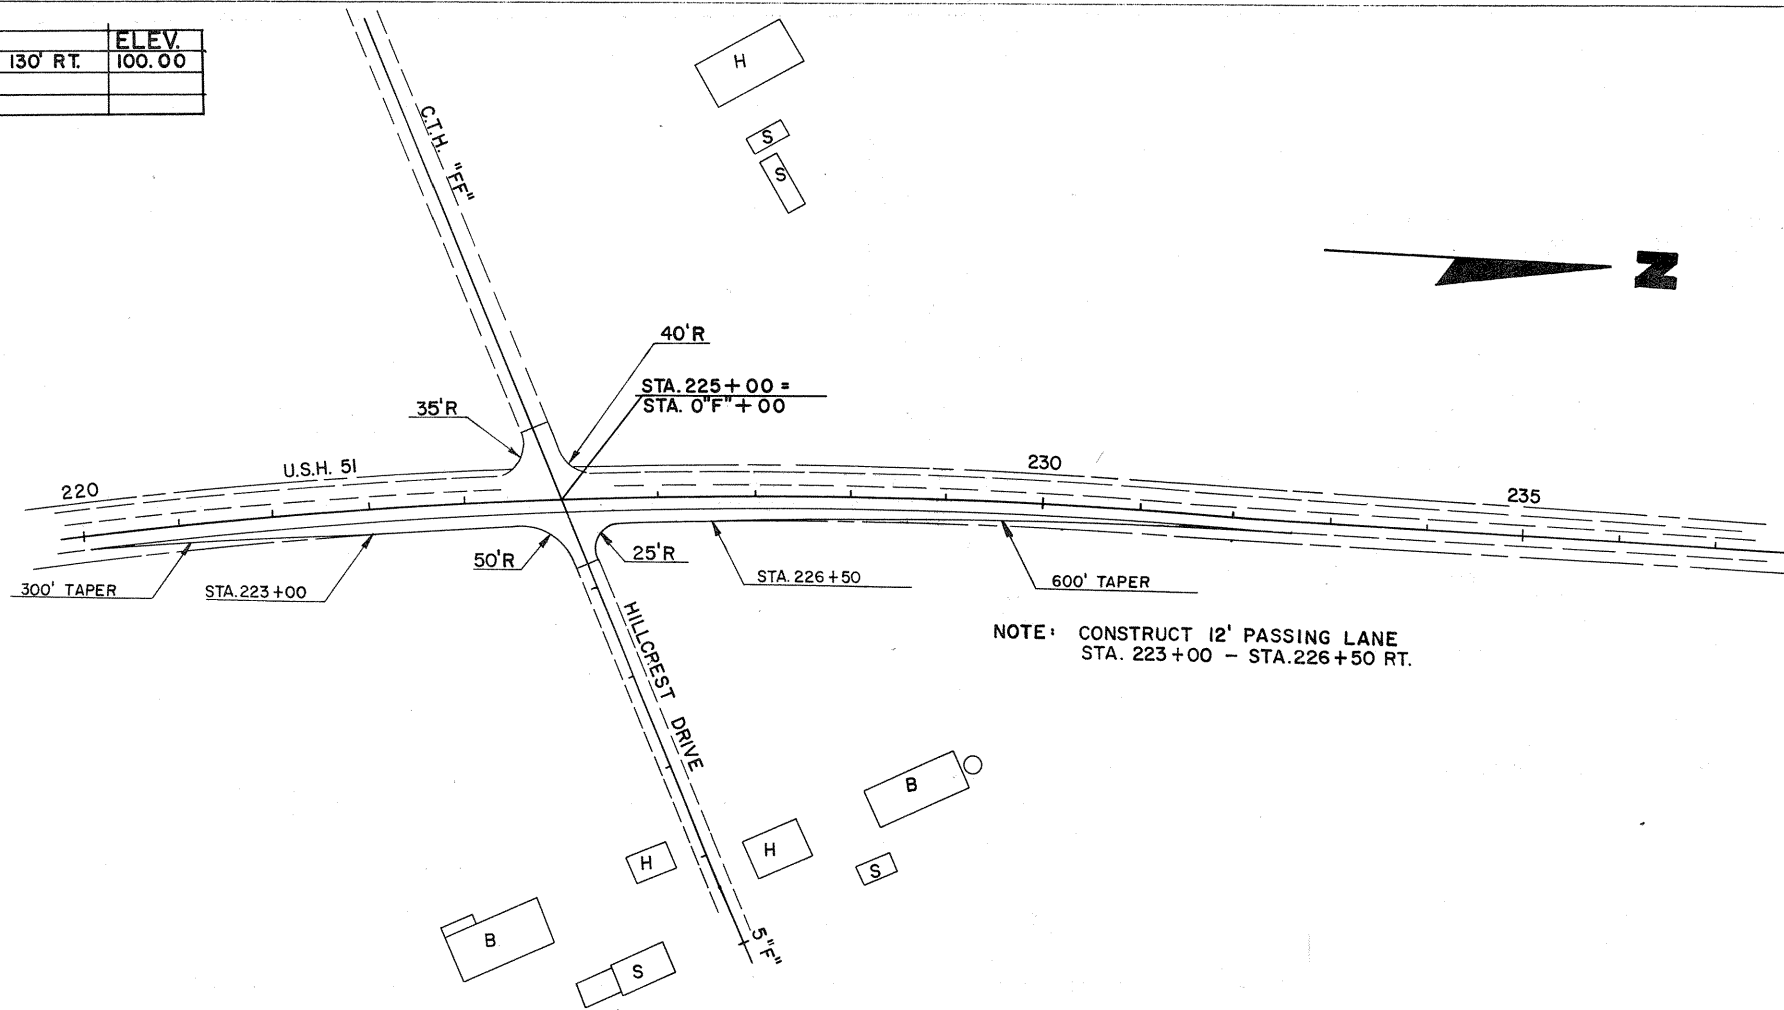 ELEV.
130' RT. 100.00
H
S
S
C.T.H. "FF"
N
40'R
STA. 225+00 =
STA. 0"F"+00
35'R
U.S.H. 51
220
230
235
50'R
25'R
300' TAPER
STA. 223+00
STA. 226+50
600' TAPER
NOTE: CONSTRUCT 12' PASSING LANE
STA. 223+00 - STA. 226+50 RT.
HILLCREST DRIVE
B
H
H
S
B
S
5 "F"